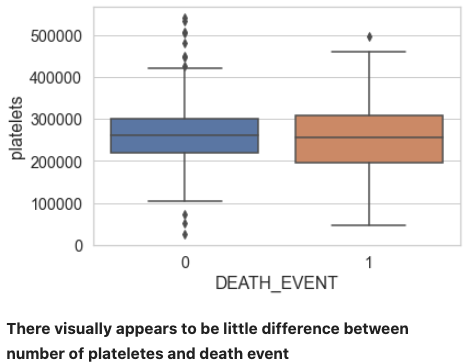 500000
400000
300000
200000
100000
0
platelets
0
1
DEATH_EVENT
There visually appears to be little difference between
number of plateletes and death event